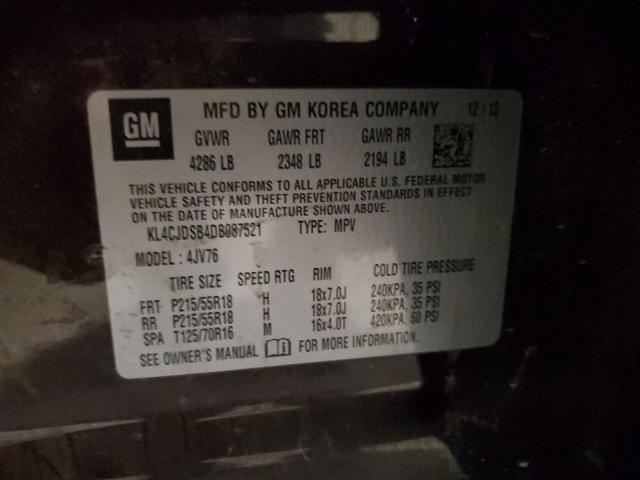 GM MFD BY GM KOREA COMPANY 12/12
GVWR GAWR FRT GAWR RR
4286 LB 2348 LB 2194 LB
THIS VEHICLE CONFORMS TO ALL APPLICABLE U.S. FEDERAL MOTOR
VEHICLE SAFETY AND THEFT PREVENTION STANDARDS IN EFFECT
ON THE DATE OF MANUFACTURE SHOWN ABOVE.
KL4CJDSB4DB087521 TYPE: MPV
MODEL : 4JV76
TIRE SIZE SPEED RTG RIM COLD TIRE PRESSURE
FRT P215/55R18 H 18x7.0J 240KPA, 35 PSI
RR P215/55R18 H 18x7.0J 240KPA, 35 PSI
SPA T125/70R16 M 16x4.0T 420KPA, 60 PSI
SEE OWNER'S MANUAL FOR MORE INFORMATION.